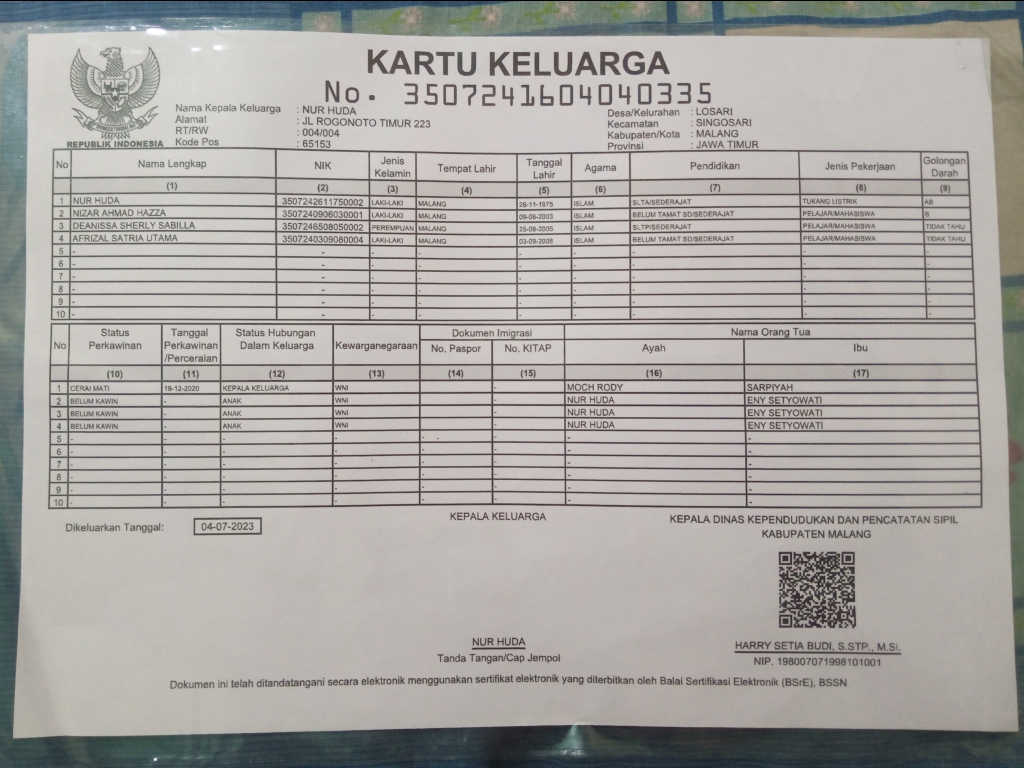 KARTU KELUARGA
No. 3507241604040335
REPUBLIK INDONESIA
Nama Kepala Keluarga : NUR HUDA
Alamat : JL ROGONOTO TIMUR 223
RT/RW : 004/004
Kode Pos : 65153
Desa/Kelurahan : LOSARI
Kecamatan : SINGOSARI
Kabupaten/Kota : MALANG
Provinsi : JAWA TIMUR
No Nama Lengkap NIK Jenis Kelamin Tempat Lahir Tanggal Lahir Agama Pendidikan Jenis Pekerjaan Golongan Darah
(1) (2) (3) (4) (5) (6) (7) (8) (9)
1 NUR HUDA 3507242611750002 LAKI-LAKI MALANG 26-11-1975 ISLAM SLTA/SEDERAJAT TUKANG LISTRIK AB
2 NIZAR AHMAD HAZZA 3507240906030001 LAKI-LAKI MALANG 09-06-2003 ISLAM BELUM TAMAT SD/SEDERAJAT PELAJAR/MAHASISWA B
3 DEANISSA SHERLY SABILLA 3507246508050002 PEREMPUAN MALANG 25-08-2005 ISLAM SLTP/SEDERAJAT PELAJAR/MAHASISWA TIDAK TAHU
4 AFRIZAL SATRIA UTAMA 3507240309080004 LAKI-LAKI MALANG 03-09-2008 ISLAM BELUM TAMAT SD/SEDERAJAT PELAJAR/MAHASISWA TIDAK TAHU
5 - - - - - - - - -
6 - - - - - - - - -
7 - - - - - - - - -
8 - - - - - - - - -
9 - - - - - - - - -
10 - - - - - - - - -
No Status Perkawinan Tanggal Perkawinan /Perceraian Status Hubungan Dalam Keluarga Kewarganegaraan Dokumen Imigrasi Nama Orang Tua
No. Paspor No. KITAP Ayah Ibu
(10) (11) (12) (13) (14) (15) (16) (17)
1 CERAI MATI 19-12-2020 KEPALA KELUARGA WNI - MOCH RODY SARPIYAH
2 BELUM KAWIN - ANAK WNI - NUR HUDA ENY SETYOWATI
3 BELUM KAWIN - ANAK WNI - NUR HUDA ENY SETYOWATI
4 BELUM KAWIN - ANAK WNI - NUR HUDA ENY SETYOWATI
5 - - - - - - - -
6 - - - - - - - -
7 - - - - - - - -
8 - - - - - - - -
9 - - - - - - - -
10 - - - - - - - -
Dikeluarkan Tanggal: 04-07-2023
KEPALA KELUARGA
KEPALA DINAS KEPENDUDUKAN DAN PENCATATAN SIPIL
KABUPATEN MALANG
NUR HUDA
Tanda Tangan/Cap Jempol
HARRY SETIA BUDI, S.STP., M.Si.
NIP. 198007071998101001
Dokumen ini telah ditandatangani secara elektronik menggunakan sertifikat elektronik yang diterbitkan oleh Balai Sertifikasi Elektronik (BSrE), BSSN